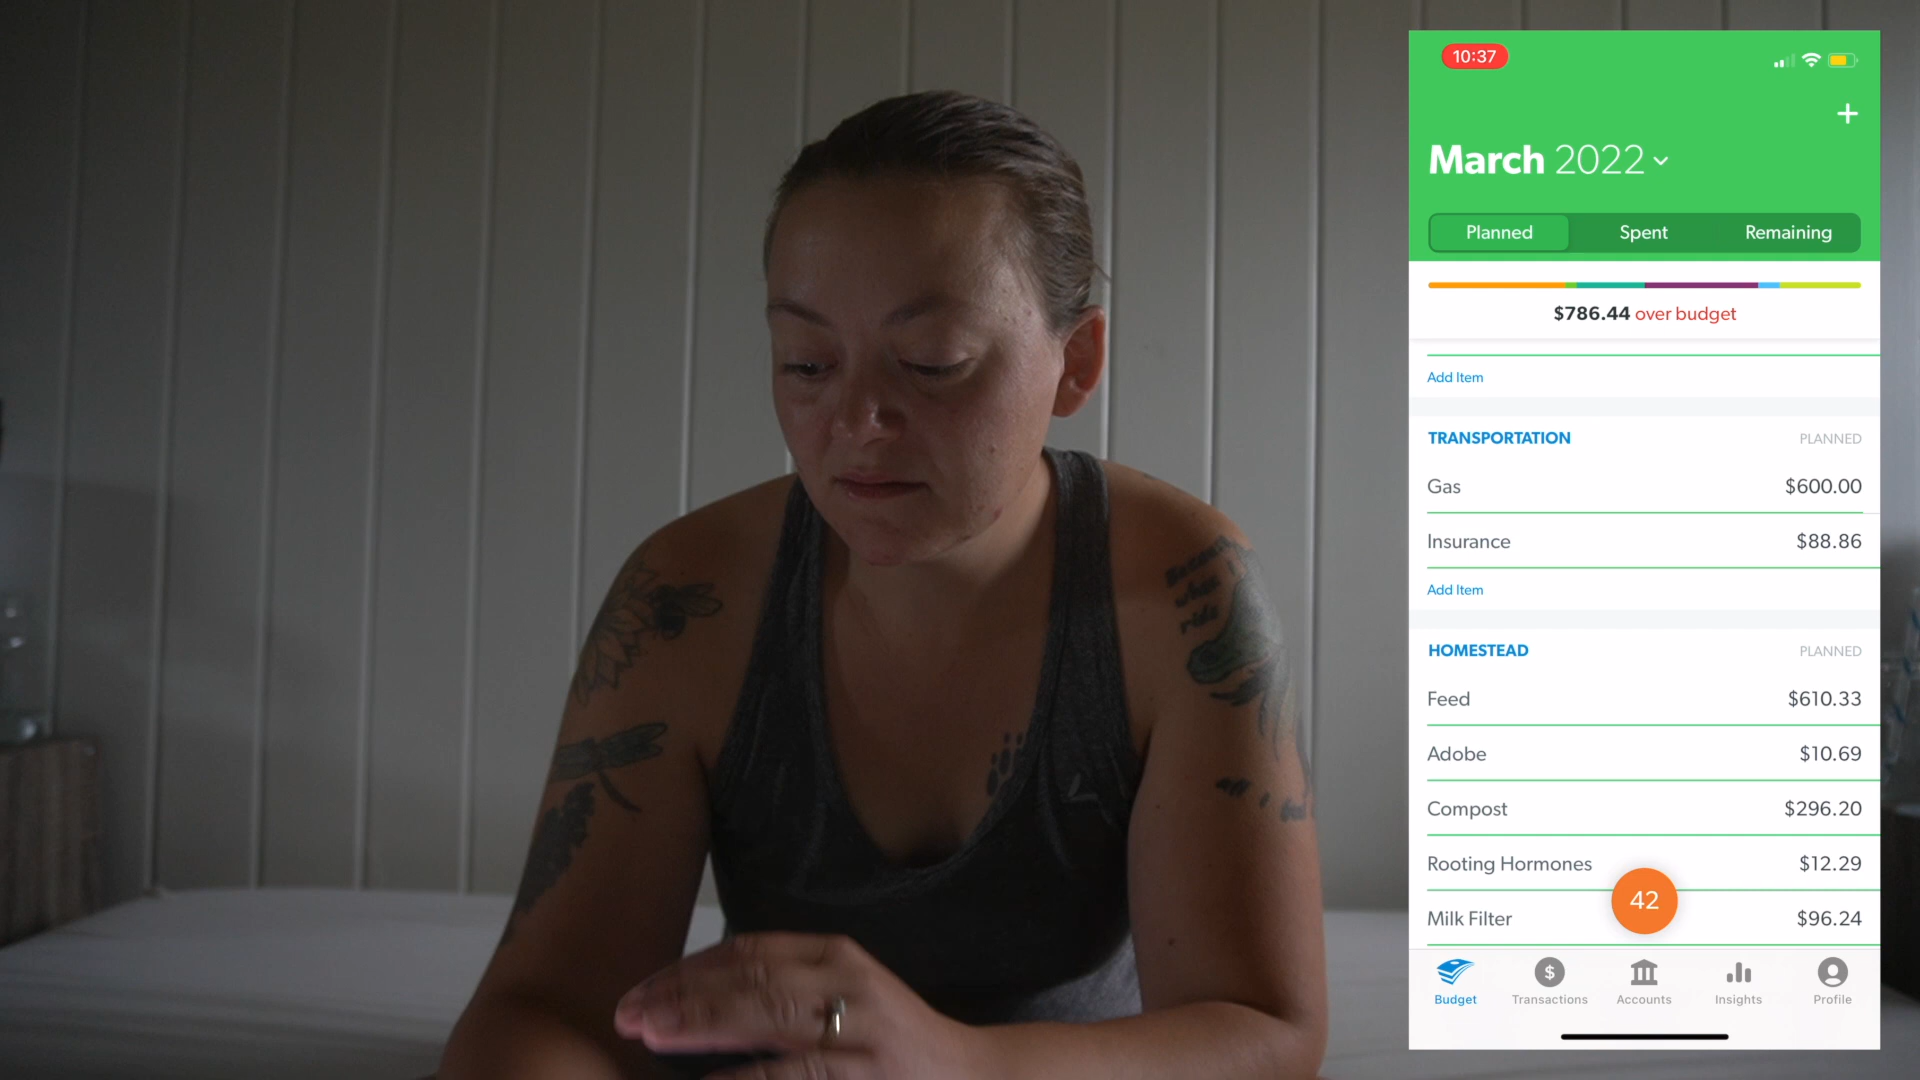 10:37
+
March 2022
Planned Spent Remaining
$786.44 over budget
Add Item
TRANSPORTATION PLANNED
Gas $600.00
Insurance $88.86
Add Item
HOMESTEAD PLANNED
Feed $610.33
Adobe $10.69
Compost $296.20
Rooting Hormones $12.29
42
Milk Filter $96.24
Budget Transactions Accounts Insights Profile